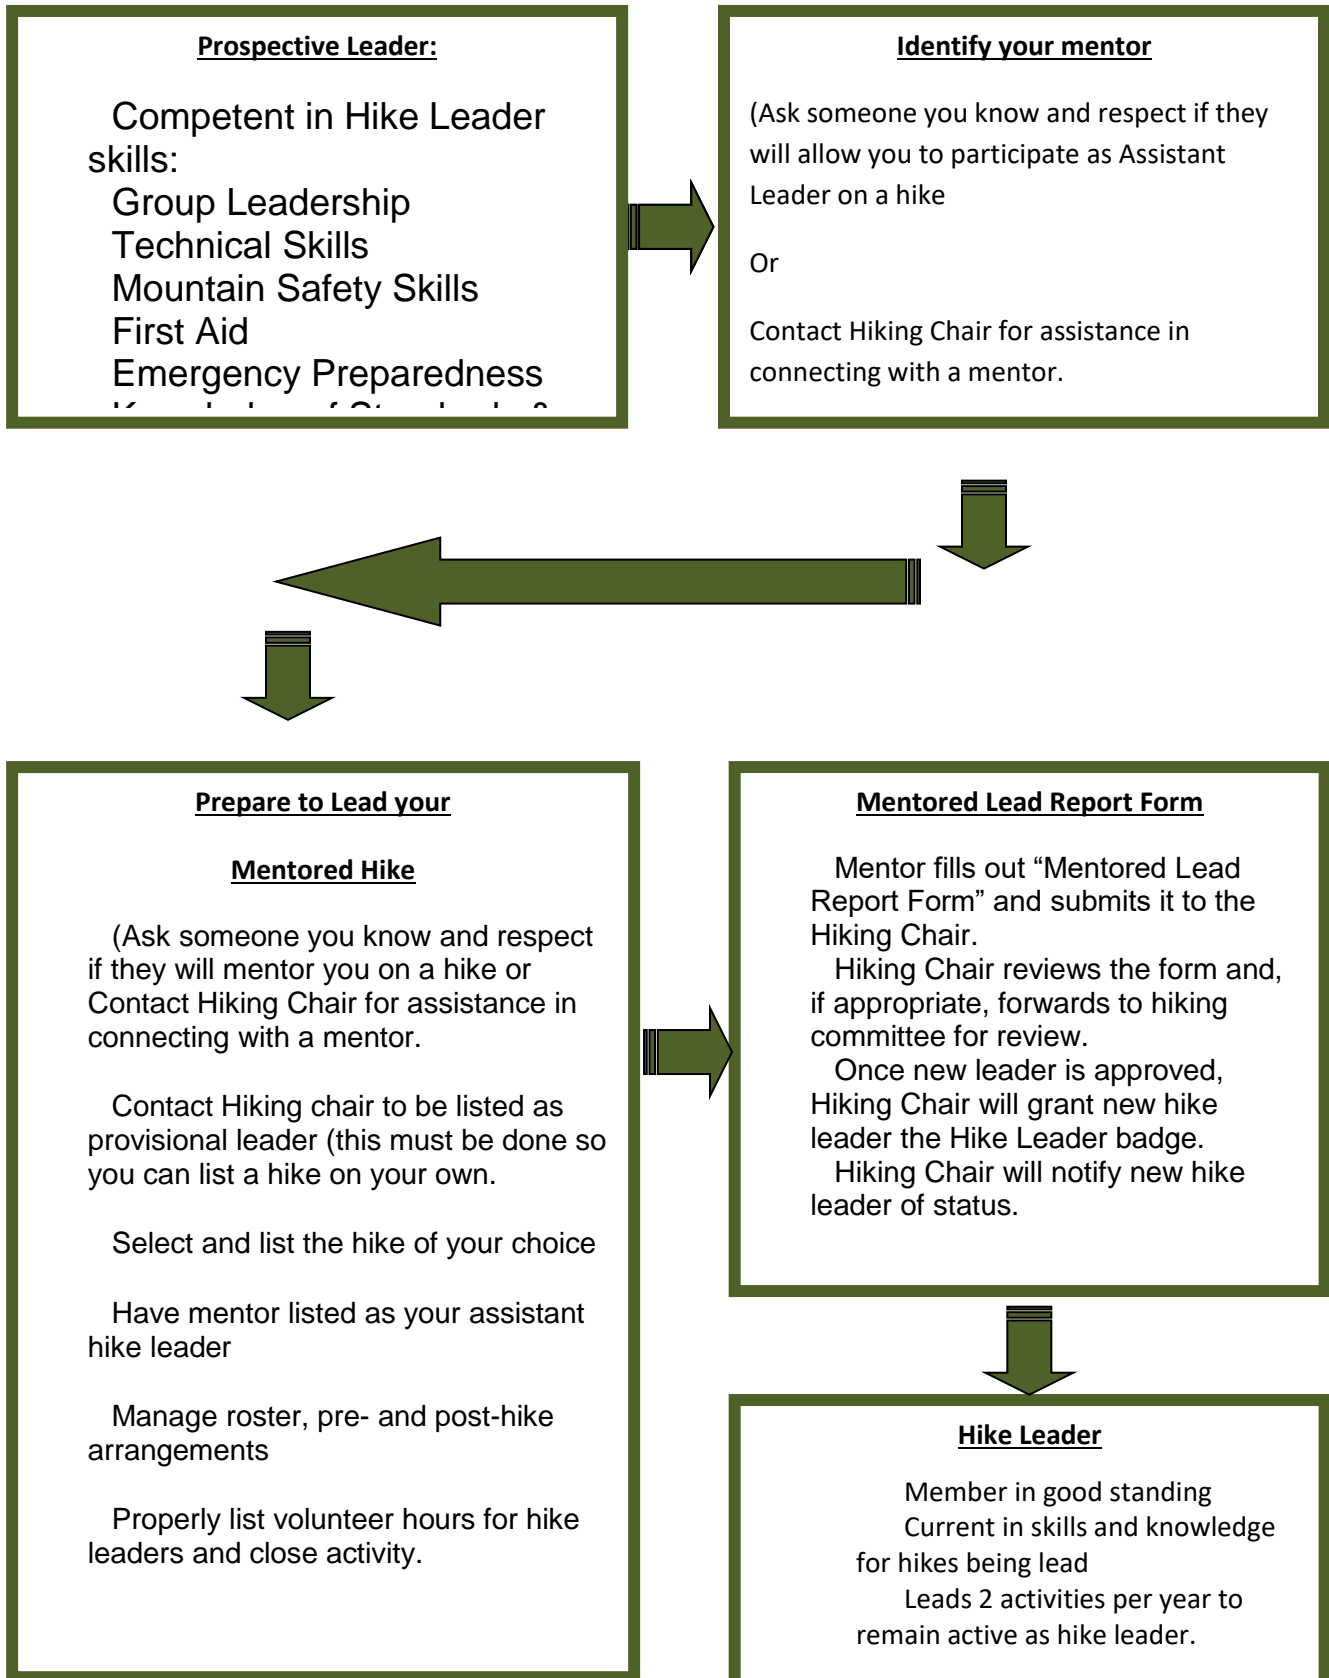 Prospective Leader:
Competent in Hike Leader
skills:
Group Leadership
Technical Skills
Mountain Safety Skills
First Aid
Emergency Preparedness
Identify your mentor
(Ask someone you know and respect if they
will allow you to participate as Assistant
Leader on a hike
Or
Contact Hiking Chair for assistance in
connecting with a mentor.
Prepare to Lead your
Mentored Hike
(Ask someone you know and respect
if they will mentor you on a hike or
Contact Hiking Chair for assistance in
connecting with a mentor.
Contact Hiking chair to be listed as
provisional leader (this must be done so
you can list a hike on your own.
Select and list the hike of your choice
Have mentor listed as your assistant
hike leader
Manage roster, pre- and post-hike
arrangements
Properly list volunteer hours for hike
leaders and close activity.
Mentored Lead Report Form
Mentor fills out “Mentored Lead
Report Form” and submits it to the
Hiking Chair.
Hiking Chair reviews the form and,
if appropriate, forwards to hiking
committee for review.
Once new leader is approved,
Hiking Chair will grant new hike
leader the Hike Leader badge.
Hiking Chair will notify new hike
leader of status.
Hike Leader
Member in good standing
Current in skills and knowledge
for hikes being lead
Leads 2 activities per year to
remain active as hike leader.